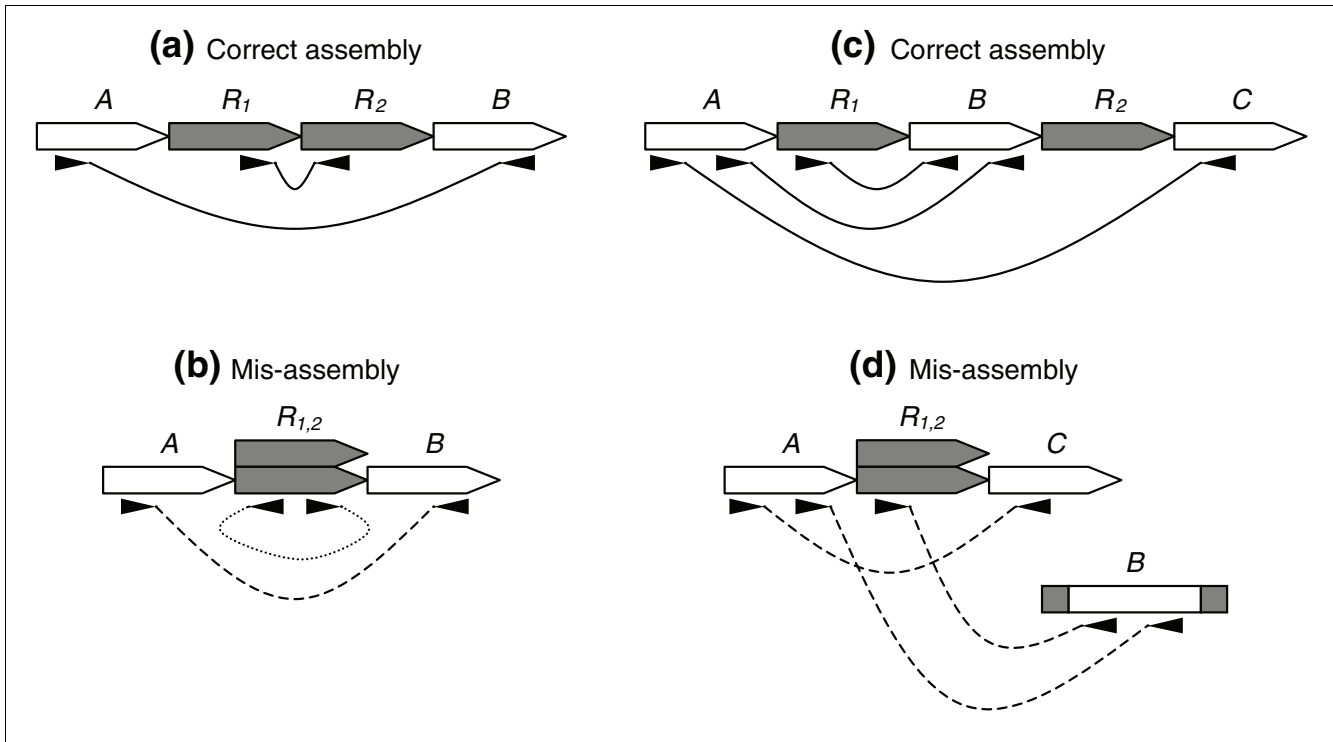 (a) Correct assembly
A R1 R2 B
(c) Correct assembly
A R1 B R2 C
(b) Mis-assembly
A R1,2 B
(d) Mis-assembly
A R1,2 C
B